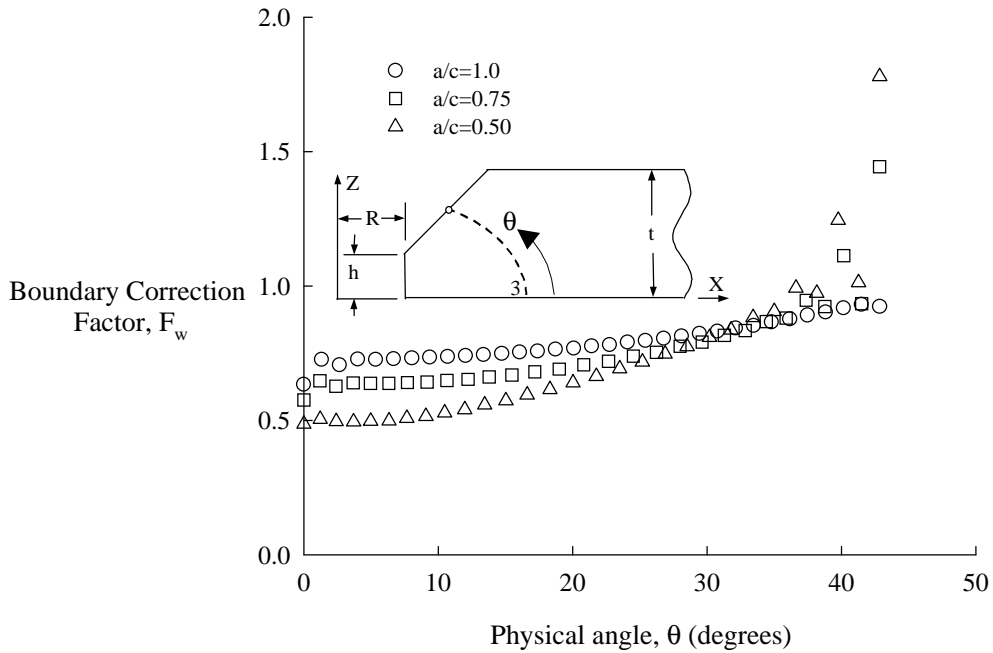 2.0
a/c=1.0
a/c=0.75
a/c=0.50
1.5
Z
R
θ
t
h
3
X
1.0
Boundary Correction
Factor, F_w
0.5
0.0
0 10 20 30 40 50
Physical angle, θ (degrees)